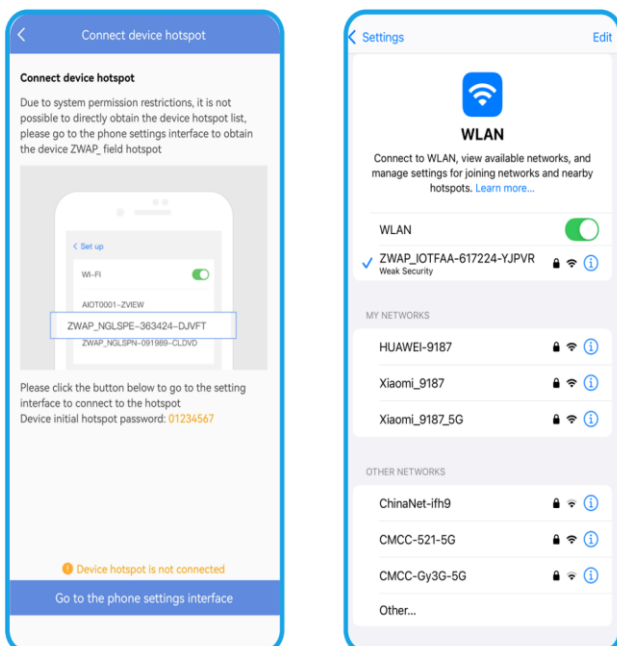 Connect device hotspot
Connect device hotspot
Due to system permission restrictions, it is not
possible to directly obtain the device hotspot list,
please go to the phone settings interface to obtain
the device ZWAP_ field hotspot
Set up
WI-FI
AIOT0001-ZVIEW
ZWAP_NGLSPE-363424-DJVFT
ZWAP_NGLSPN-091989-CLDVD
Please click the button below to go to the setting
interface to connect to the hotspot
Device initial hotspot password: 01234567
Device hotspot is not connected
Go to the phone settings interface
Settings
Edit
WLAN
Connect to WLAN, view available networks, and
manage settings for joining networks and nearby
hotspots. Learn more...
WLAN
ZWAP_IOTFAA-617224-YJPVR
Weak Security
MY NETWORKS
HUAWEI-9187
Xiaomi_9187
Xiaomi_9187_5G
OTHER NETWORKS
ChinaNet-ifh9
CMCC-521-5G
CMCC-Gy3G-5G
Other...